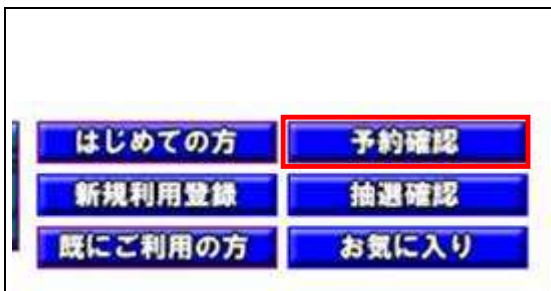 はじめての方 予約確認
新規利用登録 抽選確認
既にご利用の方 お気に入り